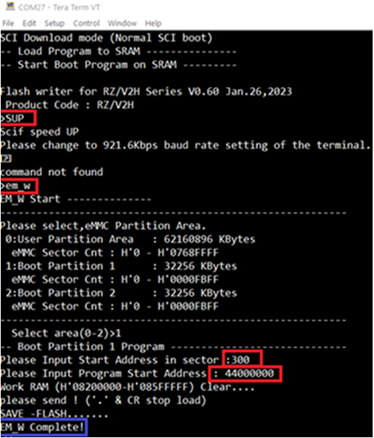 COM27 - Tera Term VT
File Edit Setup Control Window Help
SCI Download mode (Normal SCI boot)
-- Load Program to SRAM ---------------
-- Start Boot Program on SRAM ---------
Flash writer for RZ/V2H Series V0.60 Jan.26,2023
Product Code : RZ/V2H
>SUP
Scif speed UP
Please change to 921.6Kbps baud rate setting of the terminal.
command not found
>em_w
EM_W Start --------------
---------------------------------------------------------
Please select,eMMC Partition Area.
0:User Partition Area : 62160896 KBytes
eMMC Sector Cnt : H'0 - H'0768FFFF
1:Boot Partition 1 : 32256 KBytes
eMMC Sector Cnt : H'0 - H'0000FBFF
2:Boot Partition 2 : 32256 KBytes
eMMC Sector Cnt : H'0 - H'0000FBFF
---------------------------------------------------------
Select area(0-2)>1
-- Boot Partition 1 Program -----------------------------
Please Input Start Address in sector :300
Please Input Program Start Address : 44000000
Work RAM (H'08200000-H'085FFFFF) Clear....
please send ! ('.' & CR stop load)
SAVE -FLASH.......
EM_W Complete!